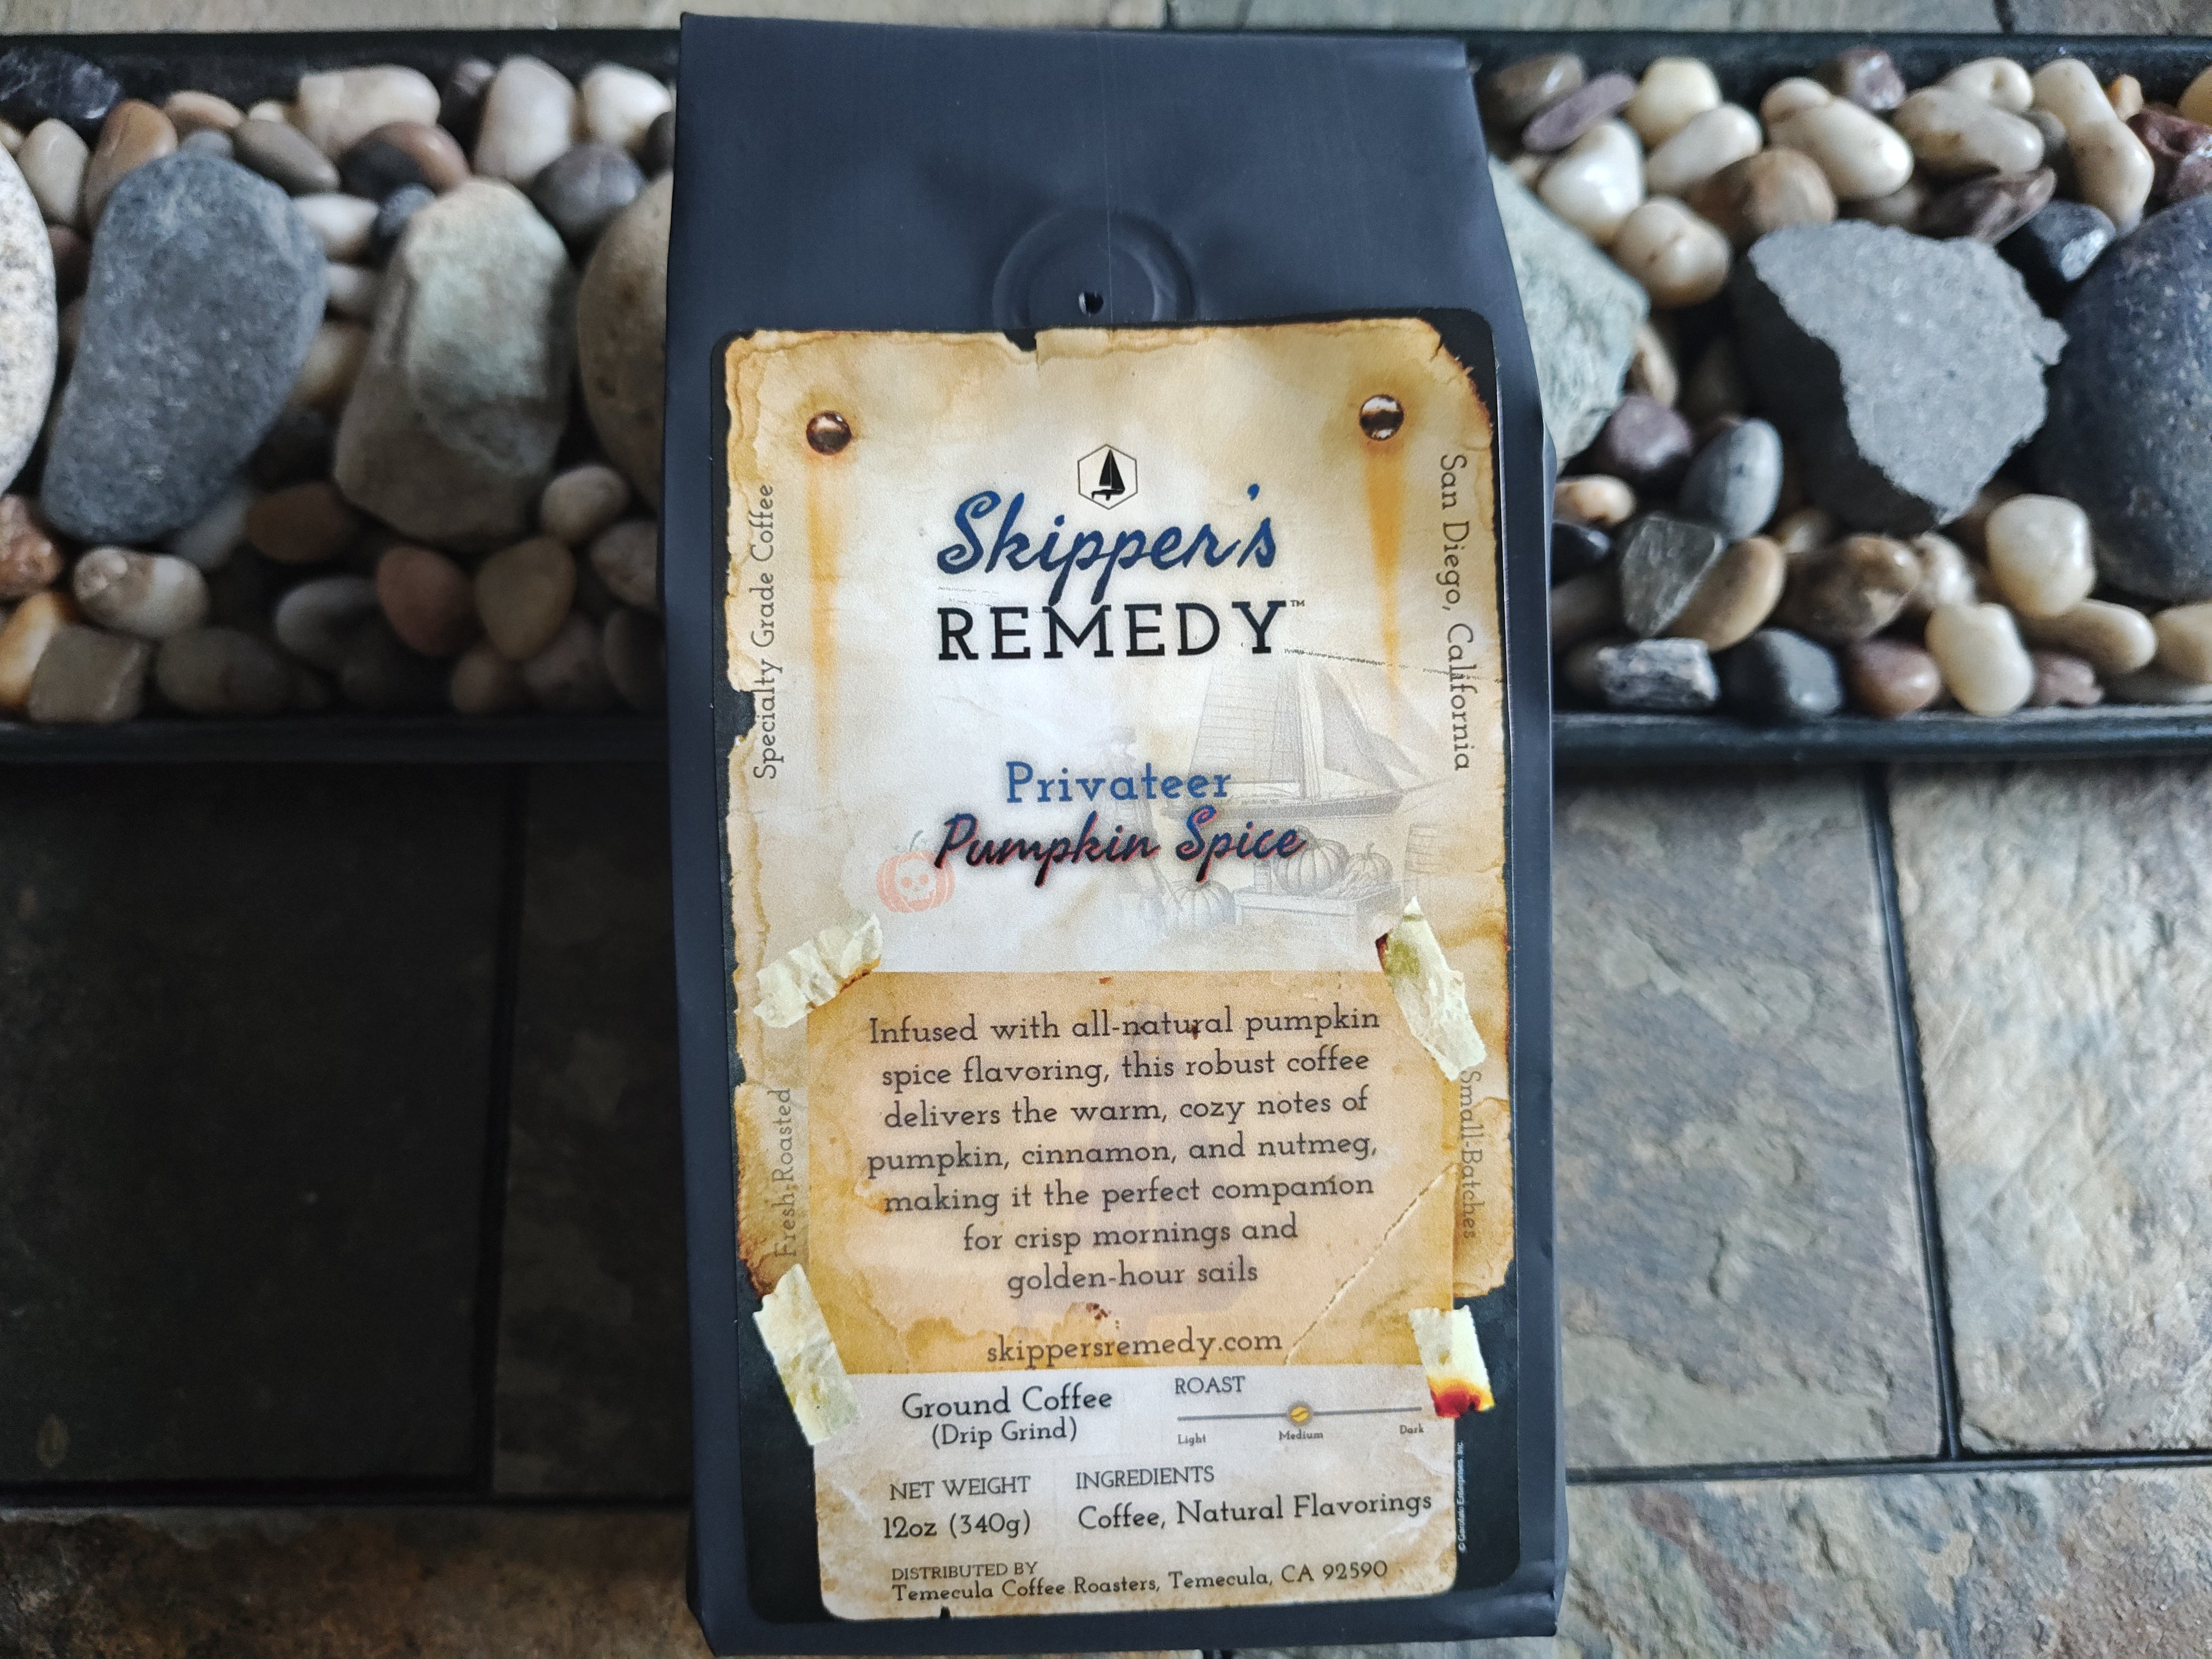 Specialty Grade Coffee
San Diego, California
Skipper's
REMEDY™
Privateer
Pumpkin Spice
Infused with all-natural pumpkin
spice flavoring, this robust coffee
delivers the warm, cozy notes of
pumpkin, cinnamon, and nutmeg,
making it the perfect companion
for crisp mornings and
golden-hour sails
Fresh-Roasted
Small-Batches
skippersremedy.com
Ground Coffee
(Drip Grind)
ROAST
Light Medium Dark
NET WEIGHT
12oz (340g)
INGREDIENTS
Coffee, Natural Flavorings
DISTRIBUTED BY
Temecula Coffee Roasters, Temecula, CA 92590